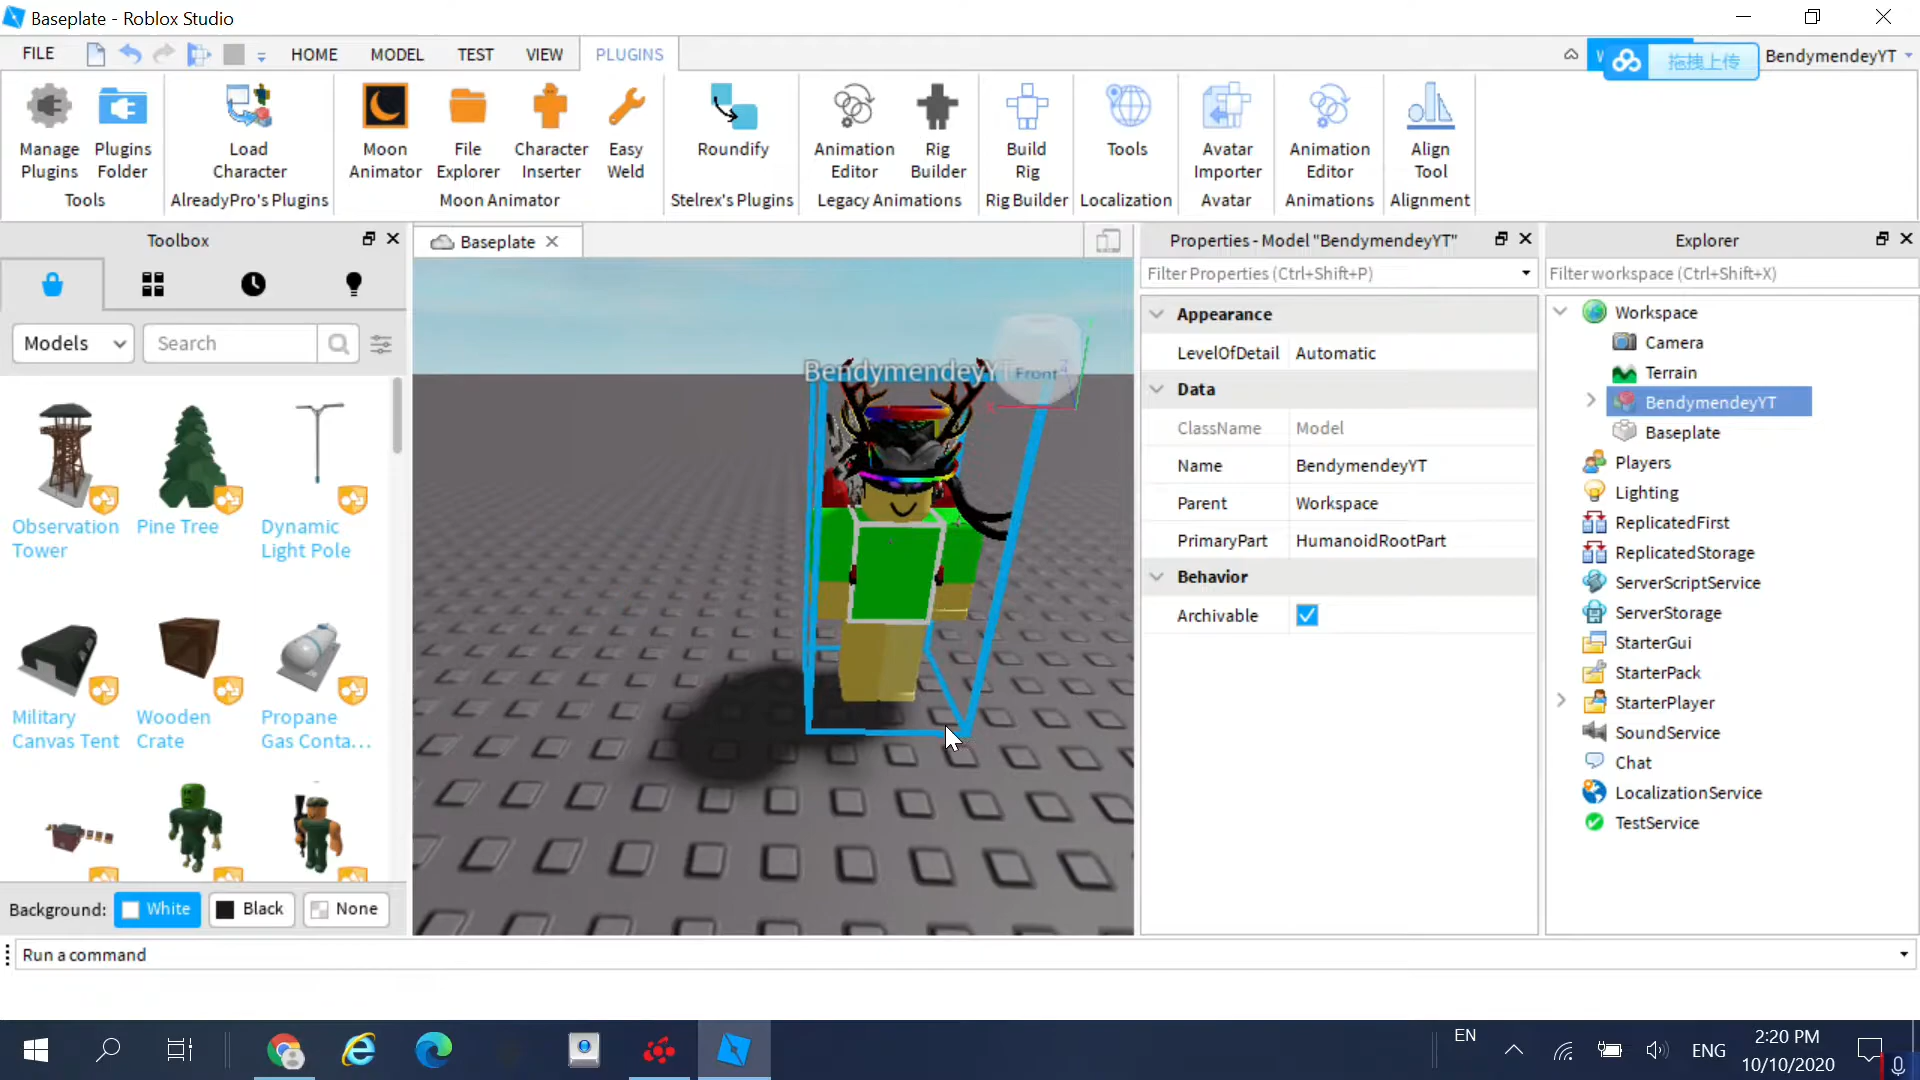 Baseplate - Roblox Studio
FILE
HOME
MODEL
TEST
VIEW
PLUGINS
拖拽上传
BendymendeyYT
Manage Plugins
Plugins Folder
Tools
Load Character
AlreadyPro's Plugins
Moon Animator
File Explorer
Character Inserter
Easy Weld
Moon Animator
Roundify
Stelrex's Plugins
Animation Editor
Rig Builder
Legacy Animations
Build Rig
Rig Builder
Tools
Localization
Avatar Importer
Avatar
Animation Editor
Animations
Align Tool
Alignment
Toolbox
Models
Search
Observation Tower
Pine Tree
Dynamic Light Pole
Military Canvas Tent
Wooden Crate
Propane Gas Conta...
Background:
White
Black
None
Baseplate
BendymendeyYT
Front
Properties - Model "BendymendeyYT"
Filter Properties (Ctrl+Shift+P)
Appearance
LevelOfDetail Automatic
Data
ClassName Model
Name BendymendeyYT
Parent Workspace
PrimaryPart HumanoidRootPart
Behavior
Archivable
Explorer
Filter workspace (Ctrl+Shift+X)
Workspace
Camera
Terrain
BendymendeyYT
Baseplate
Players
Lighting
ReplicatedFirst
ReplicatedStorage
ServerScriptService
ServerStorage
StarterGui
StarterPack
StarterPlayer
SoundService
Chat
LocalizationService
TestService
Run a command
EN
ENG
2:20 PM
10/10/2020